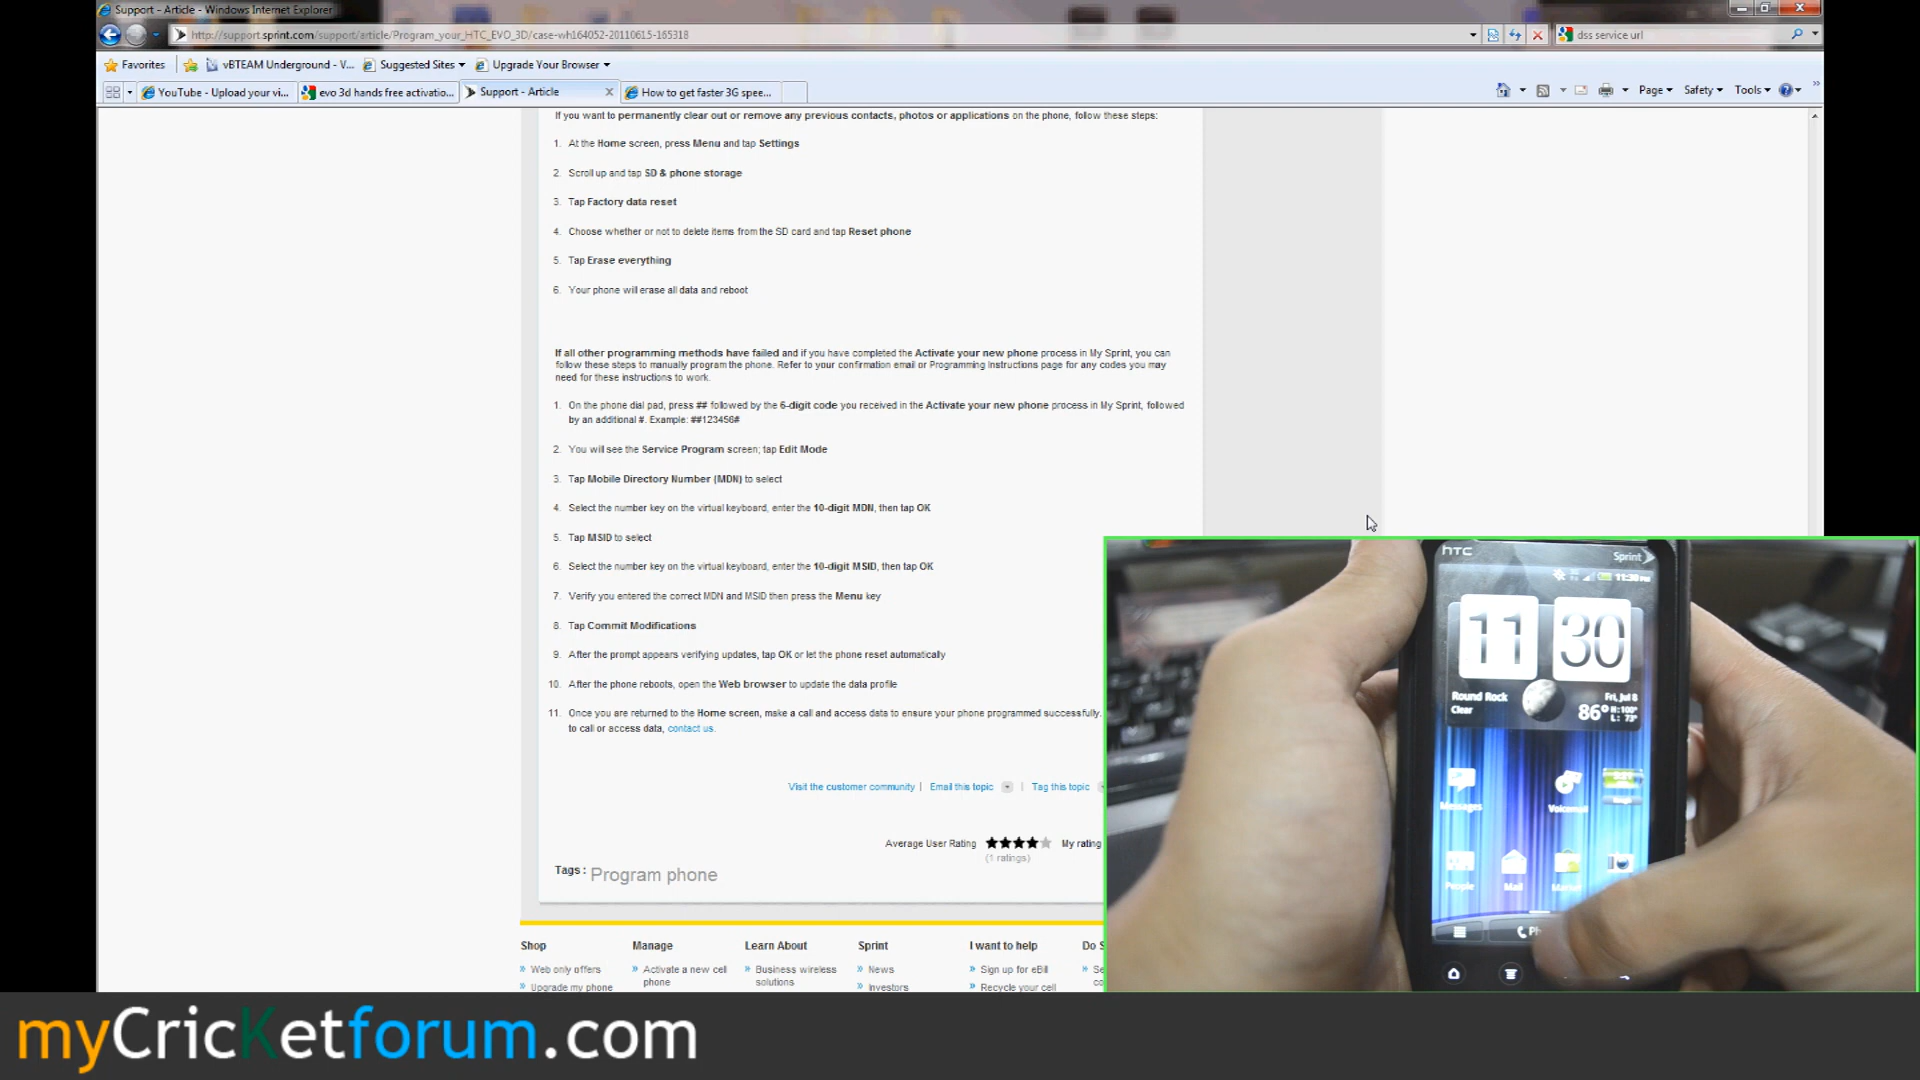 Support - Article - Windows Internet Explorer
http://support.sprint.com/support/article/Program_your_HTC_EVO_3D/case-wh164052-20110615-165318
dss service url
Favorites
vBTEAM Underground - V...
Suggested Sites
Upgrade Your Browser
YouTube - Upload your vi...
evo 3d hands free activatio...
Support - Article
How to get faster 3G spee...
Page
Safety
Tools
If you want to permanently clear out or remove any previous contacts, photos or applications on the phone, follow these steps:
1. At the Home screen, press Menu and tap Settings
2. Scroll up and tap SD & phone storage
3. Tap Factory data reset
4. Choose whether or not to delete items from the SD card and tap Reset phone
5. Tap Erase everything
6. Your phone will erase all data and reboot
If all other programming methods have failed and if you have completed the Activate your new phone process in My Sprint, you can
follow these steps to manually program the phone. Refer to your confirmation email or Programming Instructions page for any codes you may
need for these instructions to work.
1. On the phone dial pad, press ## followed by the 6-digit code you received in the Activate your new phone process in My Sprint, followed
by an additional #. Example: ##123456#
2. You will see the Service Program screen; tap Edit Mode
3. Tap Mobile Directory Number (MDN) to select
4. Select the number key on the virtual keyboard, enter the 10-digit MDN, then tap OK
5. Tap MSID to select
6. Select the number key on the virtual keyboard, enter the 10-digit MSID, then tap OK
7. Verify you entered the correct MDN and MSID then press the Menu key
8. Tap Commit Modifications
9. After the prompt appears verifying updates, tap OK or let the phone reset automatically
10. After the phone reboots, open the Web browser to update the data profile
11. Once you are returned to the Home screen, make a call and access data to ensure your phone programmed successfully.
to call or access data, contact us.
Visit the customer community | Email this topic | Tag this topic
Average User Rating My rating
(1 ratings)
Tags : Program phone
Shop Manage Learn About Sprint I want to help Do S
» Web only offers » Activate a new cell phone » Business wireless solutions » News » Sign up for eBill » Se
» Upgrade my phone » Investors » Recycle your cell co
hTC Sprint
11:30 PM
11 30
Round Rock
Clear
Fri, Jul 8
86° H: 100°
L: 73°
Messages Voicemail
People Mail Market
Ph
myCricKetforum.com